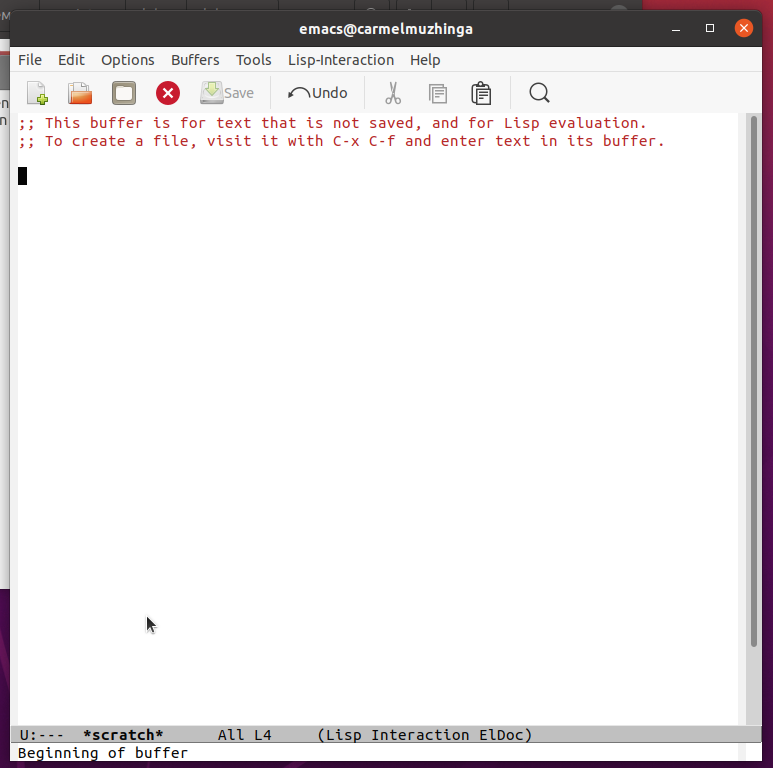 emacs@carmelmuzhinga
File Edit Options Buffers Tools Lisp-Interaction Help
Save Undo
;; This buffer is for text that is not saved, and for Lisp evaluation.
;; To create a file, visit it with C-x C-f and enter text in its buffer.
U:--- *scratch* All L4 (Lisp Interaction ElDoc)
Beginning of buffer